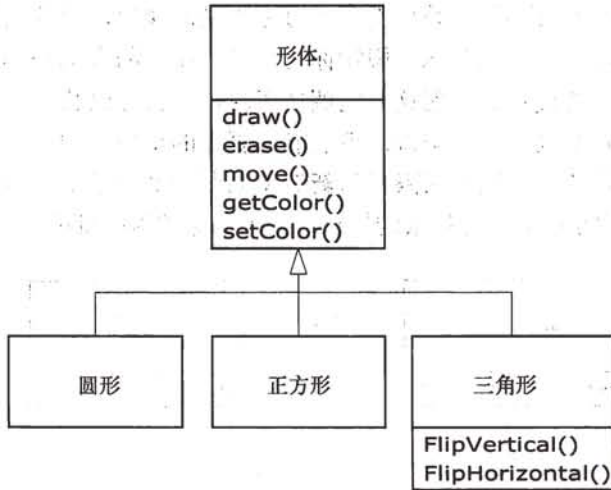 形体
draw()
erase()
move()
getColor()
setColor()
圆形
正方形
三角形
FlipVertical()
FlipHorizontal()